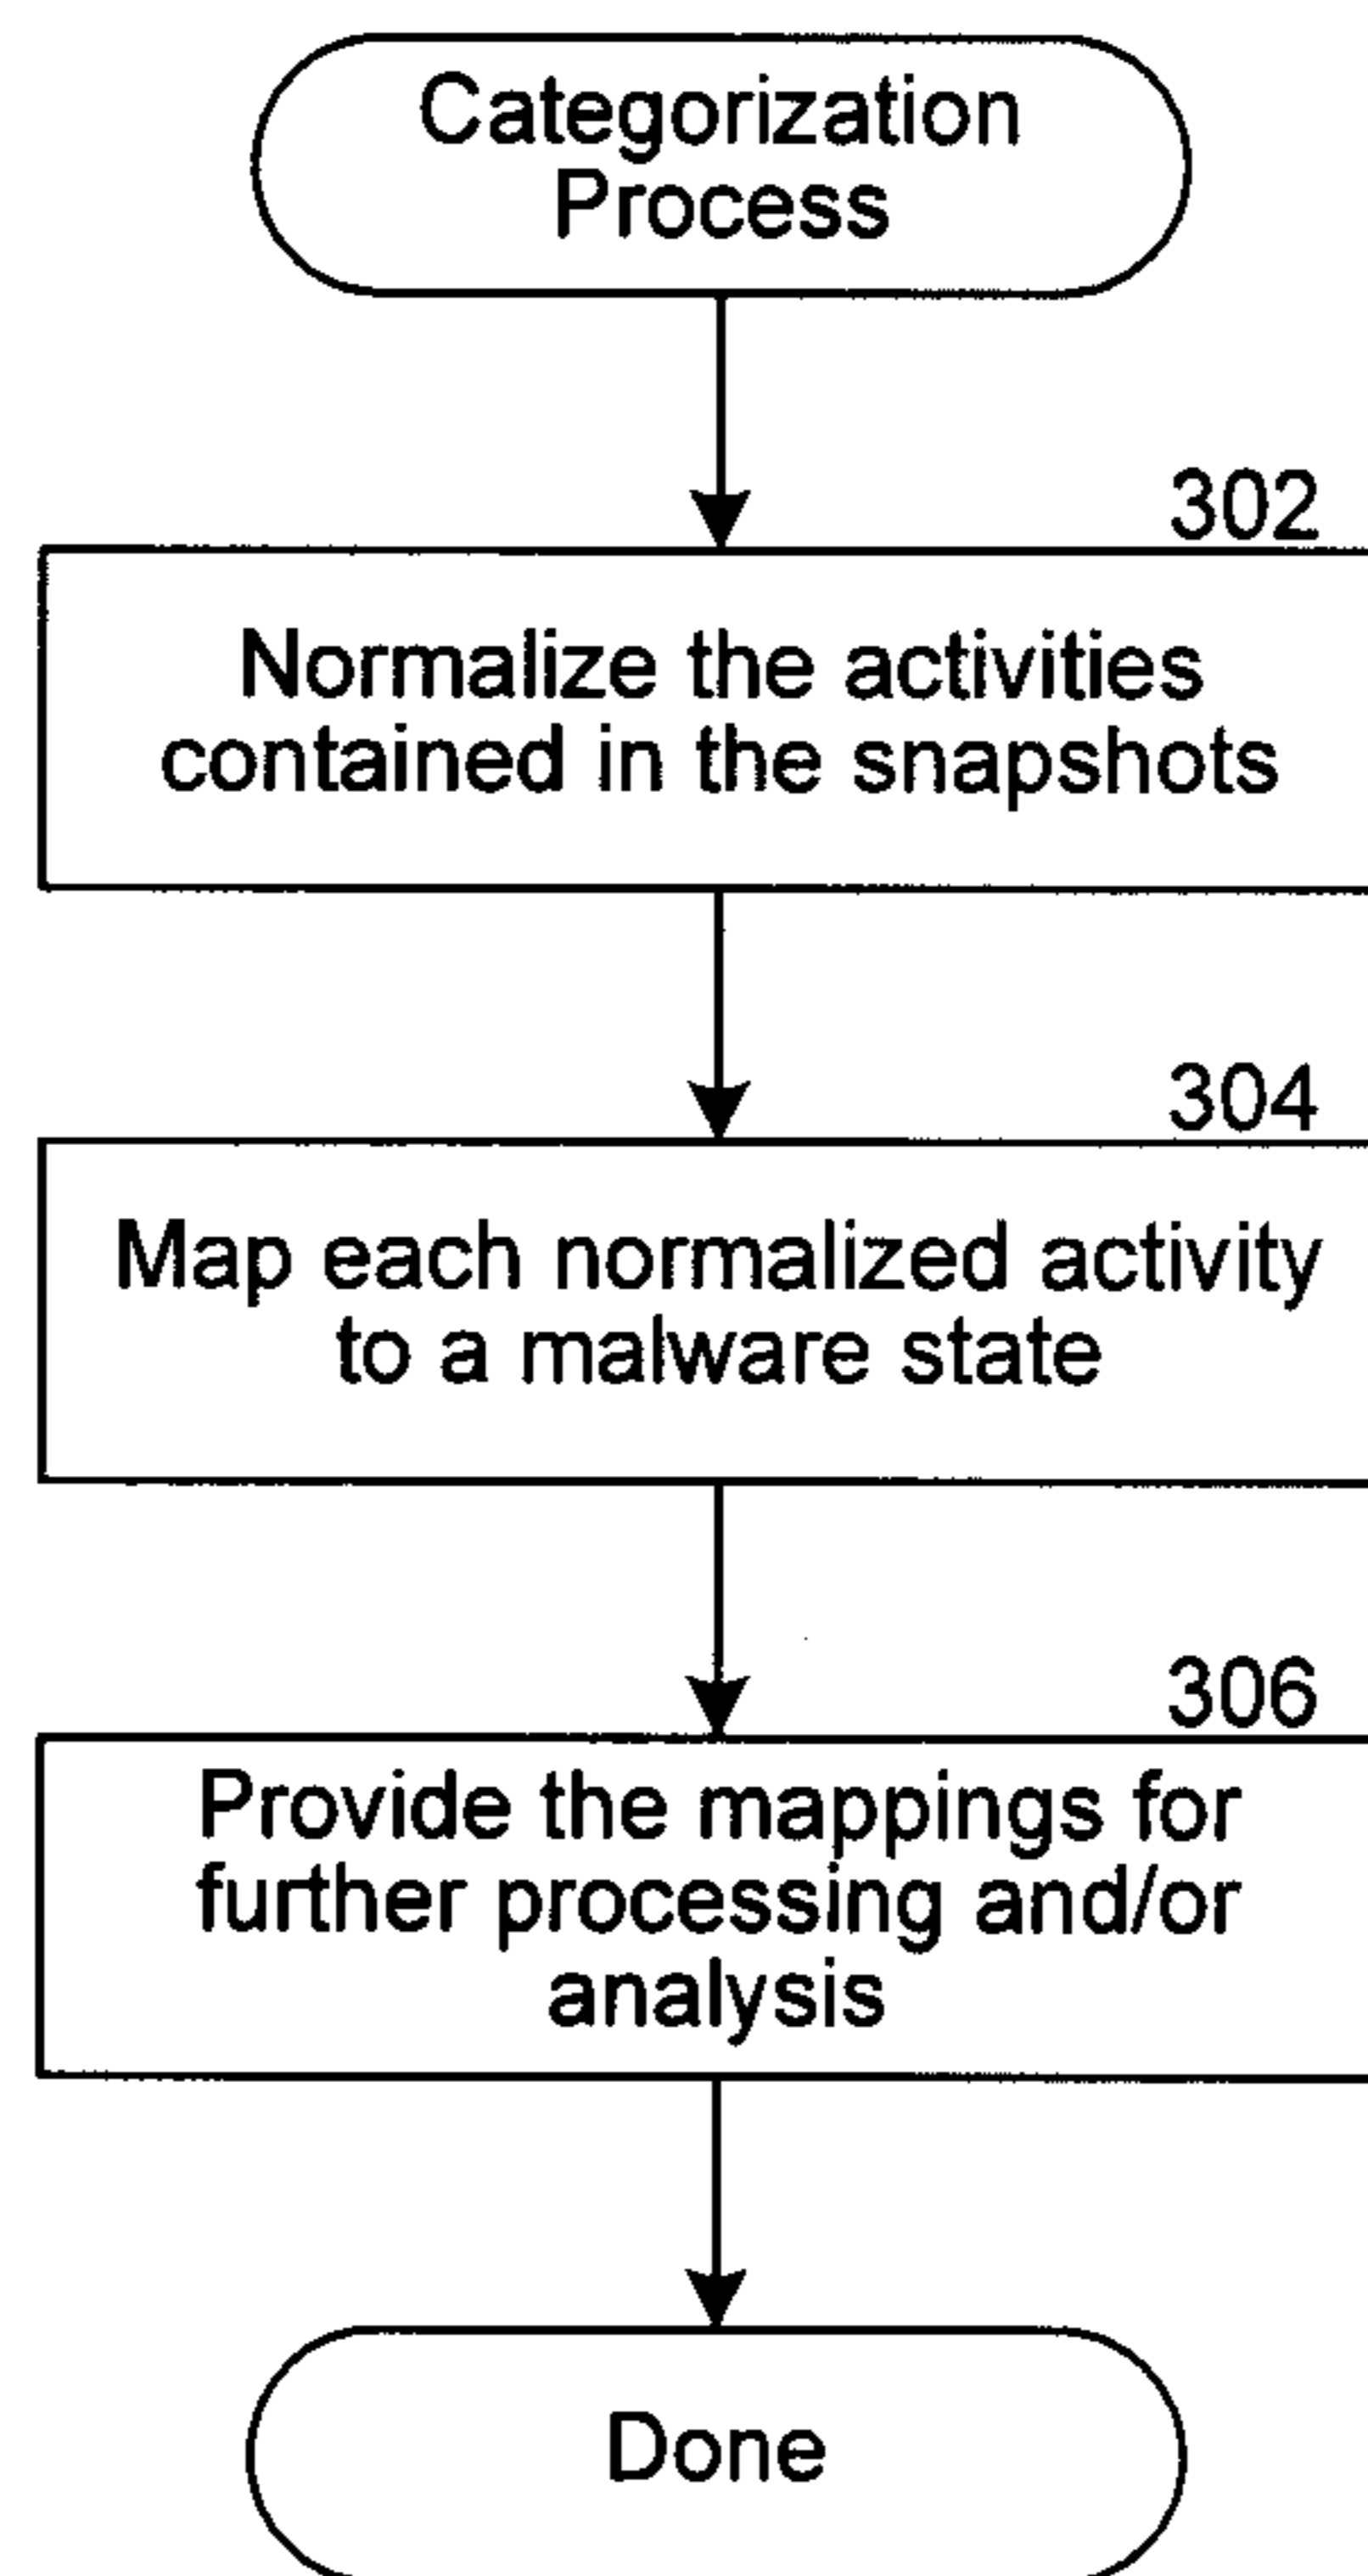 Categorization
Process
302
Normalize the activities
contained in the snapshots
304
Map each normalized activity
to a malware state
306
Provide the mappings for
further processing and/or
analysis
Done